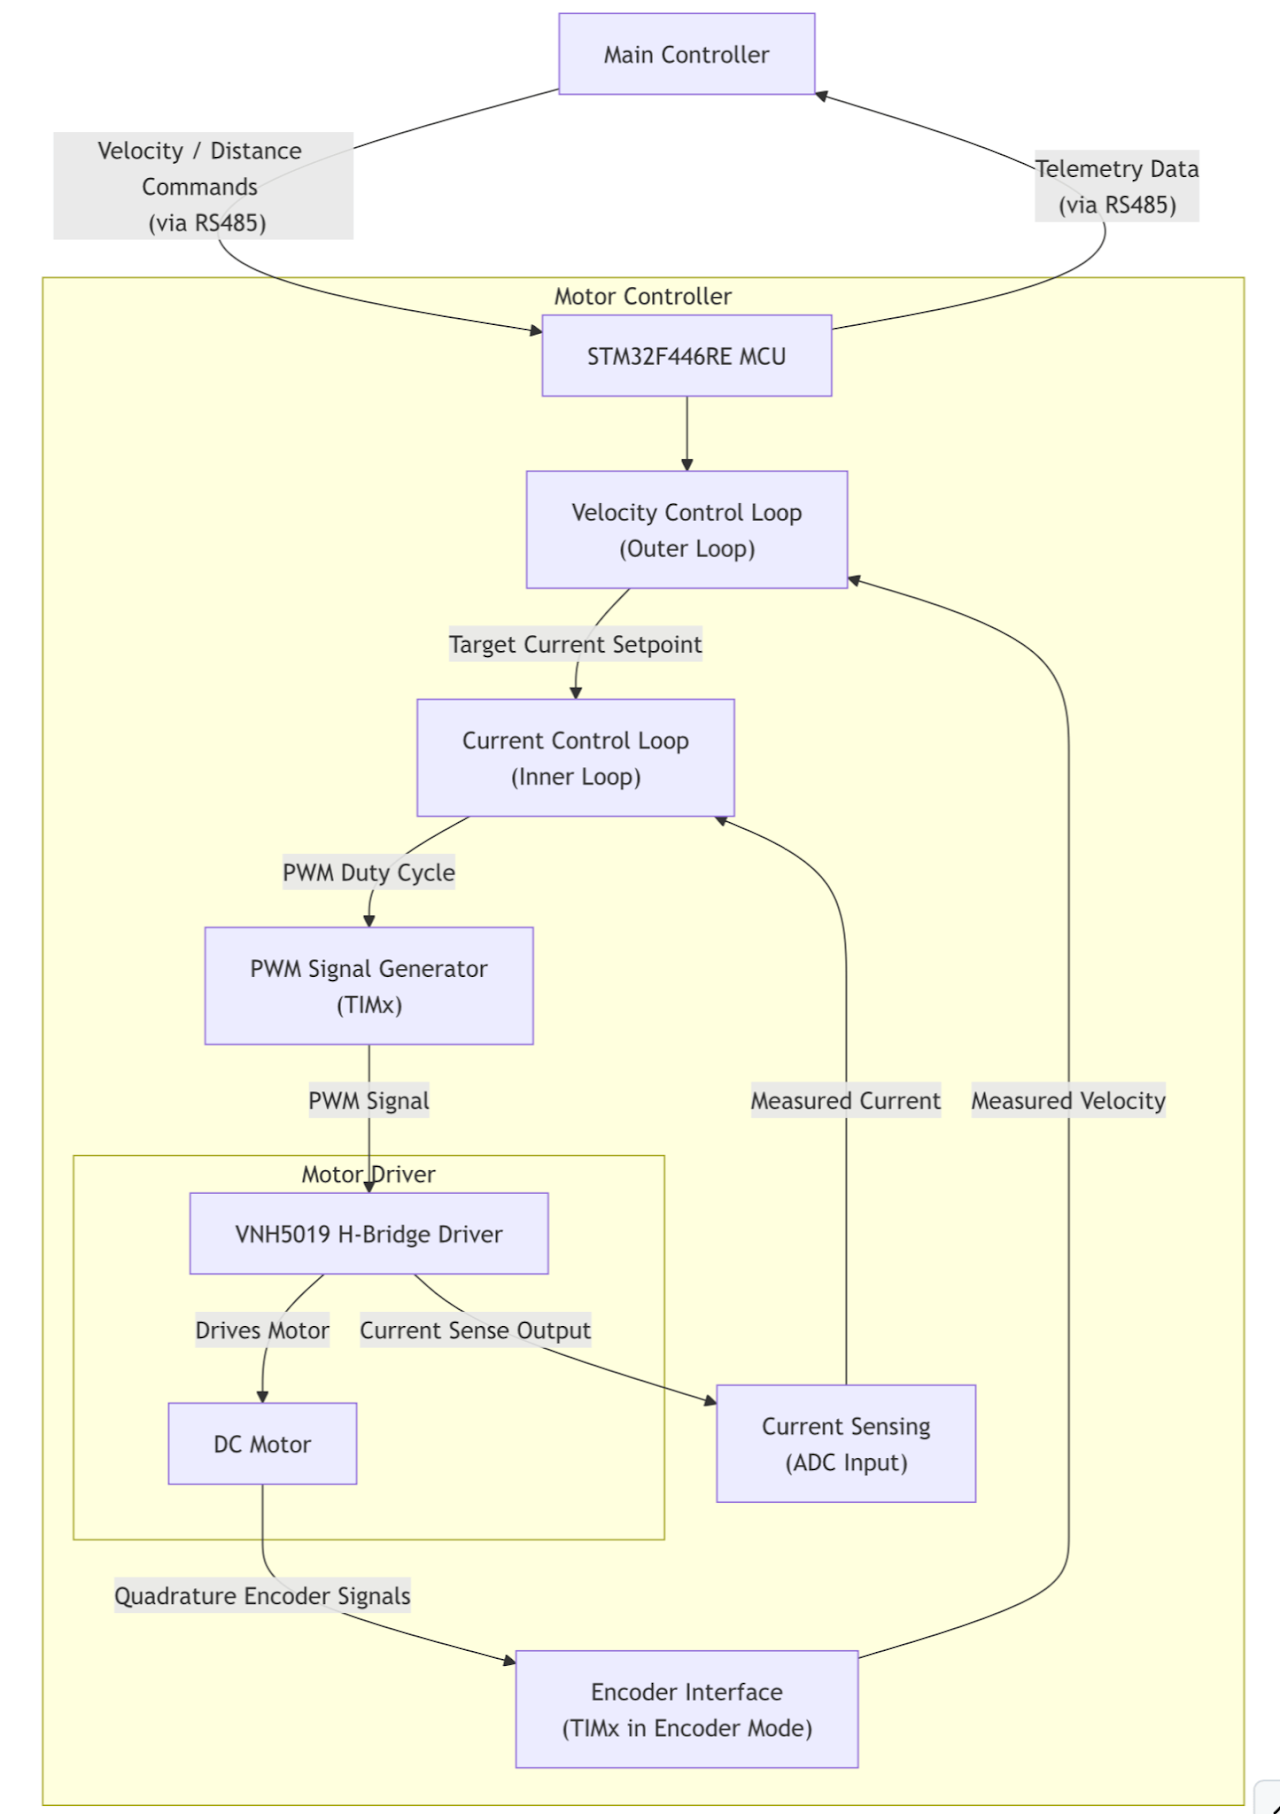 Main Controller
Velocity / Distance
Commands
(via RS485)
Telemetry Data
(via RS485)
Motor Controller
STM32F446RE MCU
Velocity Control Loop
(Outer Loop)
Target Current Setpoint
Current Control Loop
(Inner Loop)
PWM Duty Cycle
PWM Signal Generator
(TIMx)
PWM Signal
Measured Current
Measured Velocity
Motor Driver
VNH5019 H-Bridge Driver
Drives Motor
Current Sense Output
DC Motor
Current Sensing
(ADC Input)
Quadrature Encoder Signals
Encoder Interface
(TIMx in Encoder Mode)